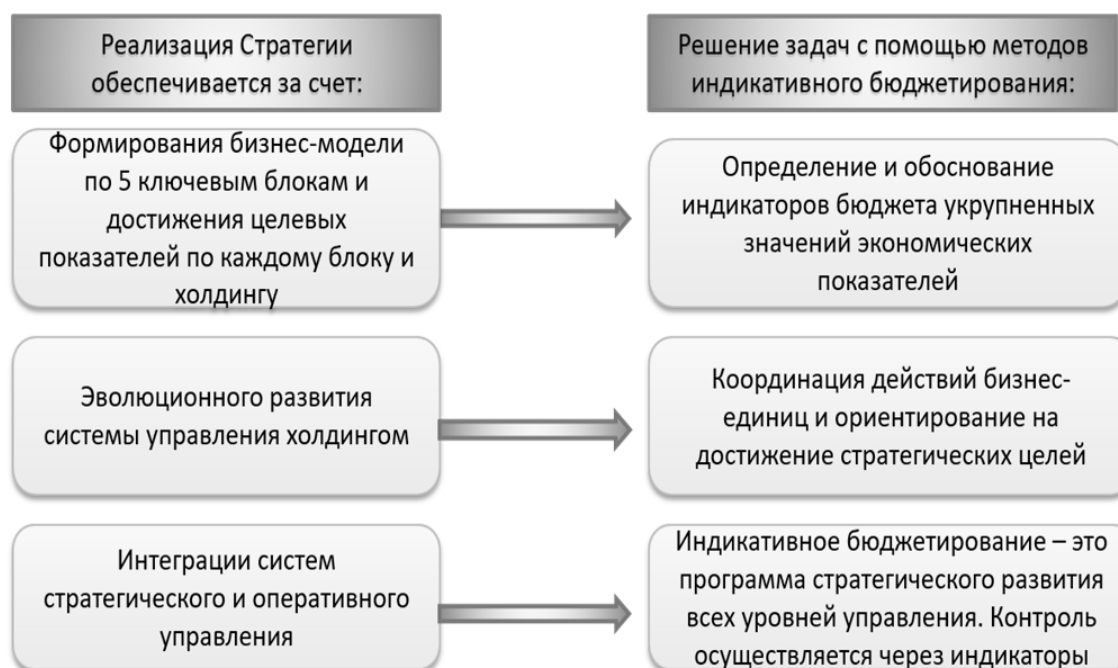 Реализация Стратегии
обеспечивается за счет:
Решение задач с помощью методов
индикативного бюджетирования:
Формирования бизнес-модели
по 5 ключевым блокам и
достижения целевых
показателей по каждому блоку и
холдингу
Определение и обоснование
индикаторов бюджета укрупненных
значений экономических
показателей
Эволюционного развития
системы управления холдингом
Координация действий бизнес-
единиц и ориентирование на
достижение стратегических целей
Интеграции систем
стратегического и оперативного
управления
Индикативное бюджетирование – это
программа стратегического развития
всех уровней управления. Контроль
осуществляется через индикаторы